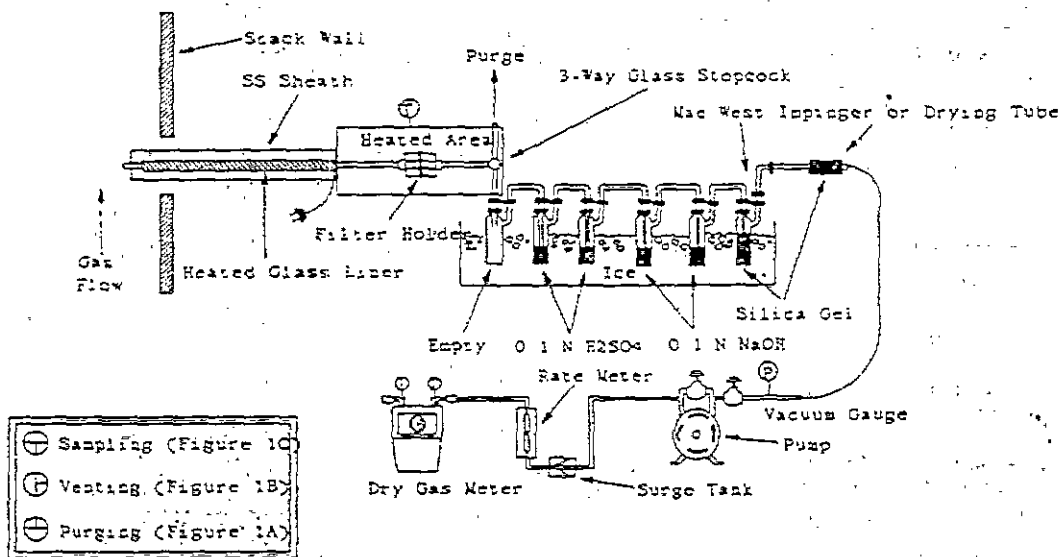 Stack Wall
SS Sheath
Purge
3-Way Glass Stopcock
Mae West Impinger or Drying Tube
T
Heated Area
Filter Holder
Heated Glass Liner
Gas
Flow
Ice
Silica Gel
Empty
0 1 N H2SO4
0 1 N NaOH
Rate Meter
P
Vacuum Gauge
Pump
Surge Tank
Dry Gas Meter
Sampling (Figure 1C)
Venting (Figure 1B)
Purging (Figure 1A)